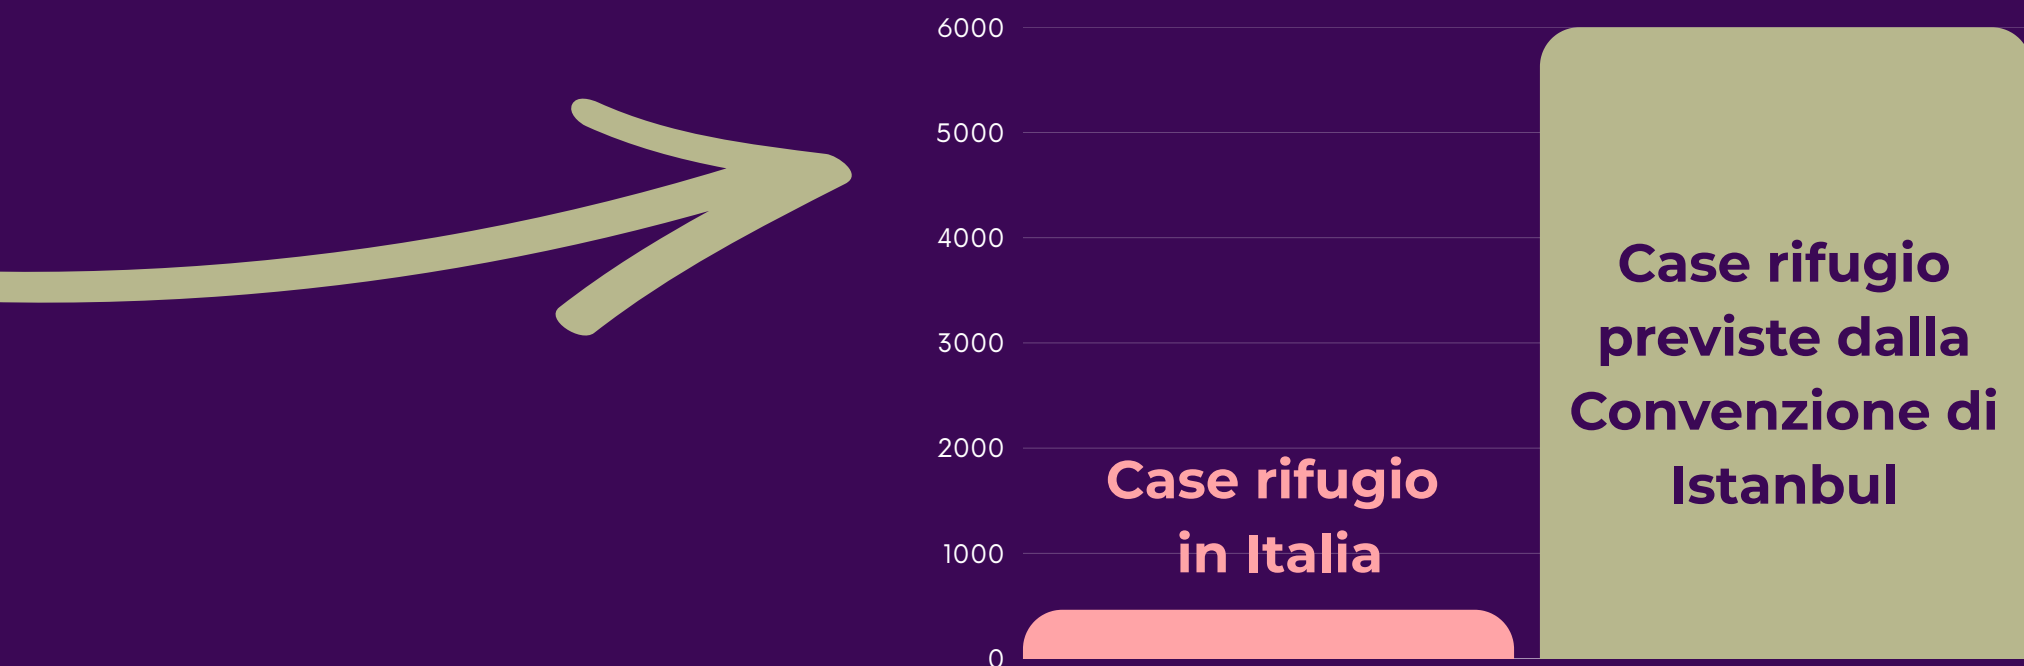 6000
5000
4000
3000
2000
1000
0
Case rifugio
in Italia
Case rifugio
previste dalla
Convenzione di
Istanbul